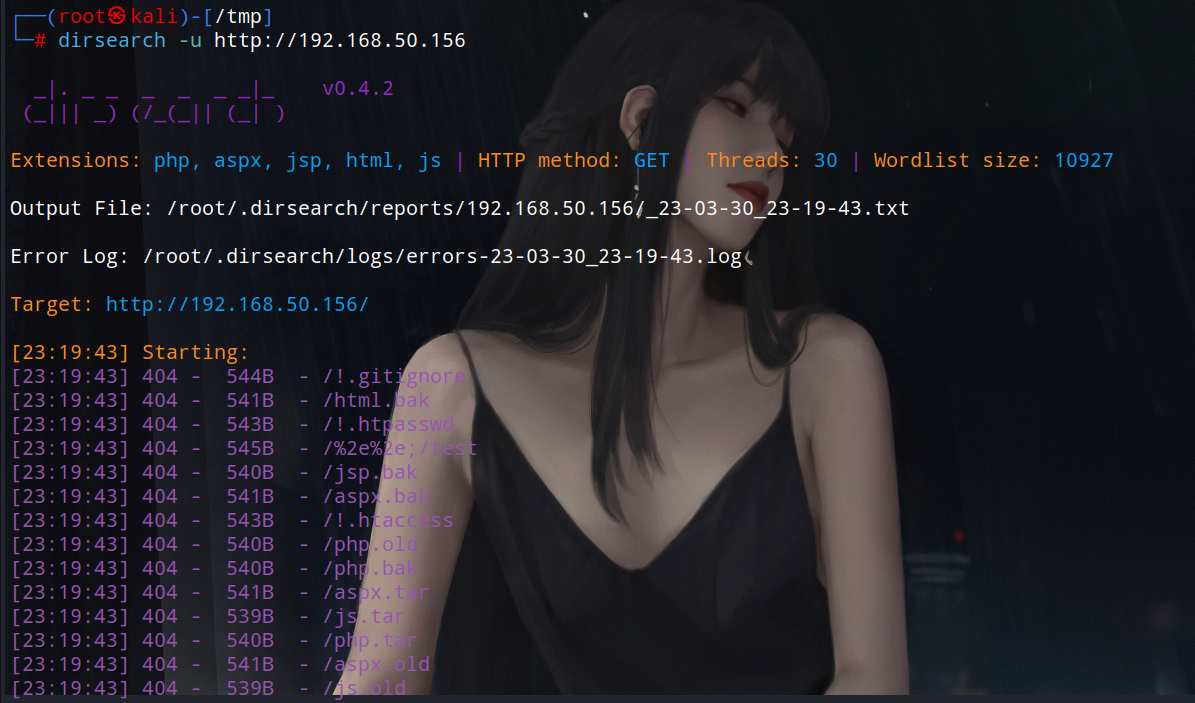 ┌──(root㉿kali)-[/tmp]
└─# dirsearch -u http://192.168.50.156
  _|. _ _  _  _  _ _|_    v0.4.2
 (_||| _) (/_(_|| (_| )
Extensions: php, aspx, jsp, html, js | HTTP method: GET | Threads: 30 | Wordlist size: 10927
Output File: /root/.dirsearch/reports/192.168.50.156/_23-03-30_23-19-43.txt
Error Log: /root/.dirsearch/logs/errors-23-03-30_23-19-43.log
Target: http://192.168.50.156/
[23:19:43] Starting:
[23:19:43] 404 -  544B  - /!.gitignore
[23:19:43] 404 -  541B  - /html.bak
[23:19:43] 404 -  543B  - /!.htpasswd
[23:19:43] 404 -  545B  - /%2e%2e;/test
[23:19:43] 404 -  540B  - /jsp.bak
[23:19:43] 404 -  541B  - /aspx.bak
[23:19:43] 404 -  543B  - /!.htaccess
[23:19:43] 404 -  540B  - /php.old
[23:19:43] 404 -  540B  - /php.bak
[23:19:43] 404 -  541B  - /aspx.tar
[23:19:43] 404 -  539B  - /js.tar
[23:19:43] 404 -  540B  - /php.tar
[23:19:43] 404 -  541B  - /aspx.old
[23:19:43] 404 -  539B  - /js.old